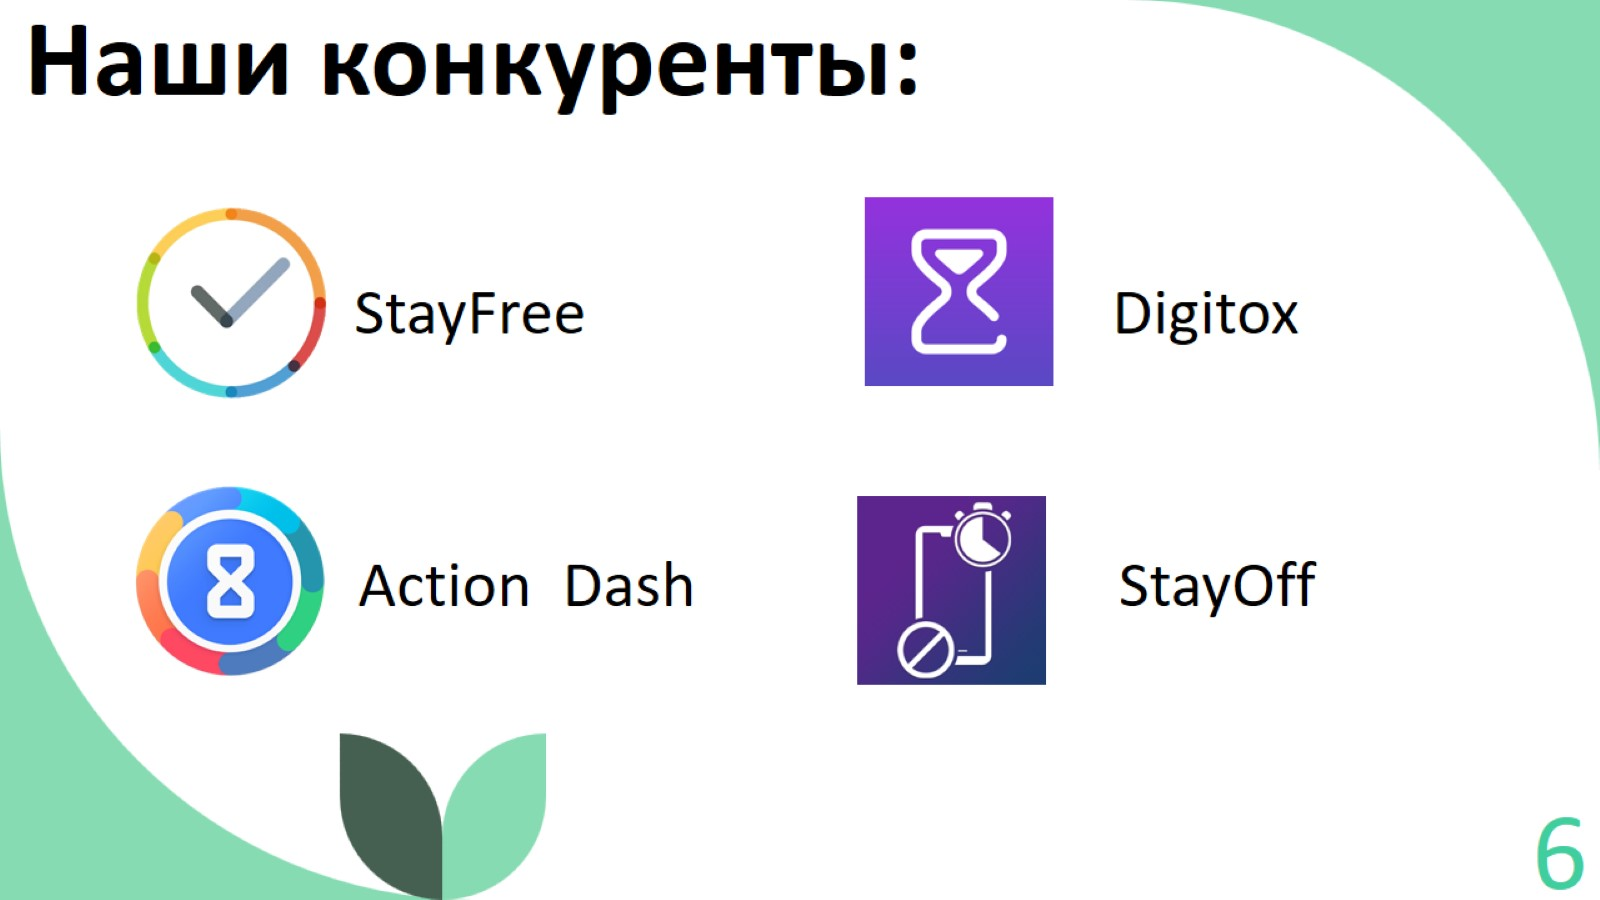 Наши конкуренты:
StayFree
Digitox
Action Dash
StayOff
6